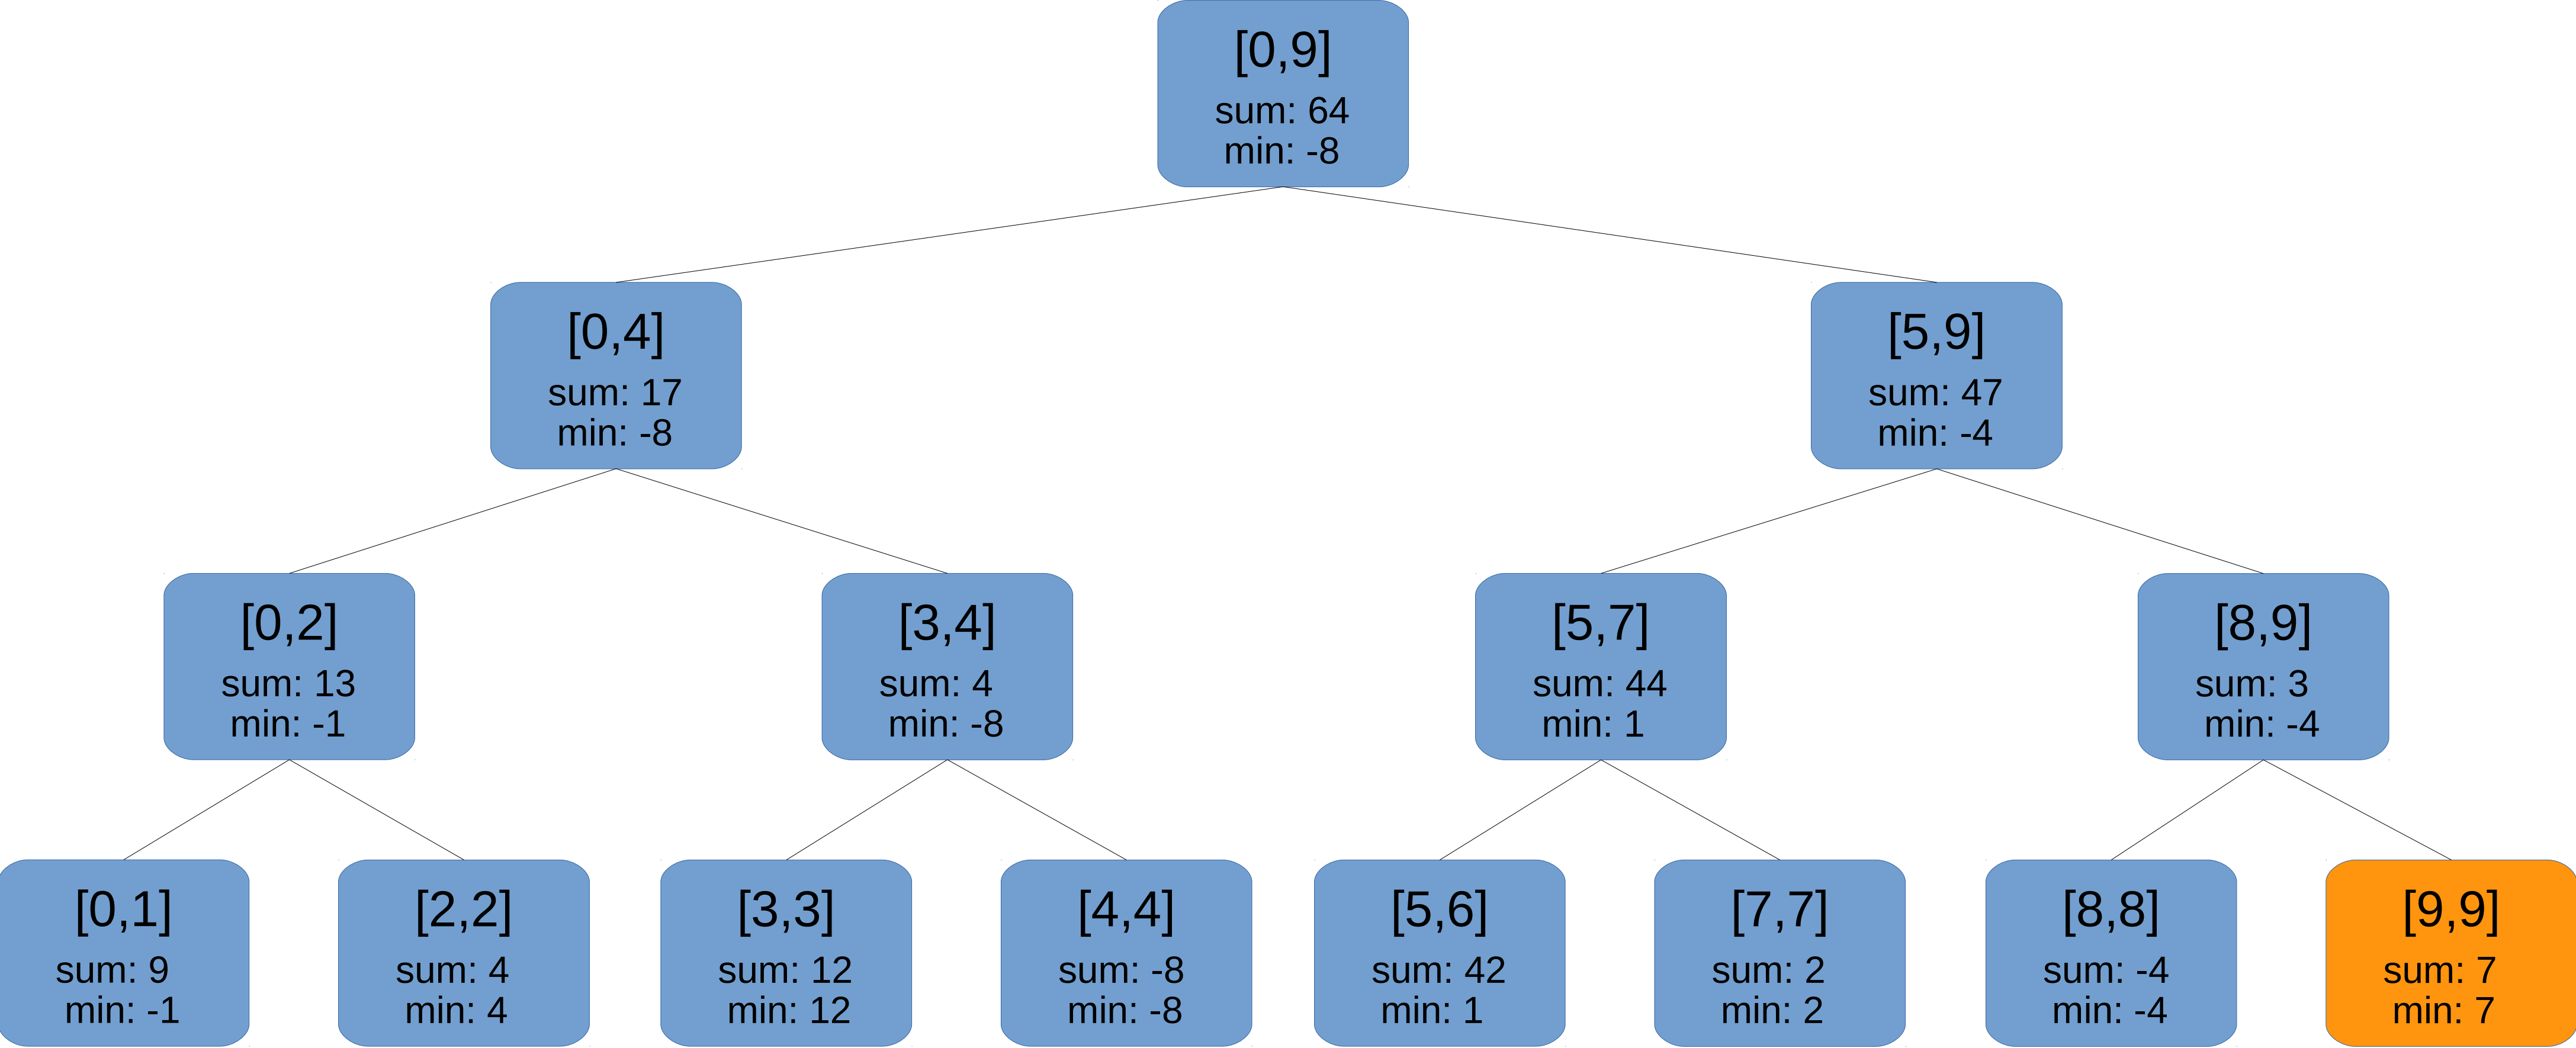 [0,9]
sum: 64
min: -8
[0,4]
sum: 17
min: -8
[5,9]
sum: 47
min: -4
[0,2]
sum: 13
min: -1
[3,4]
sum: 4
min: -8
[5,7]
sum: 44
min: 1
[8,9]
sum: 3
min: -4
[0,1]
sum: 9
min: -1
[2,2]
sum: 4
min: 4
[3,3]
sum: 12
min: 12
[4,4]
sum: -8
min: -8
[5,6]
sum: 42
min: 1
[7,7]
sum: 2
min: 2
[8,8]
sum: -4
min: -4
[9,9]
sum: 7
min: 7